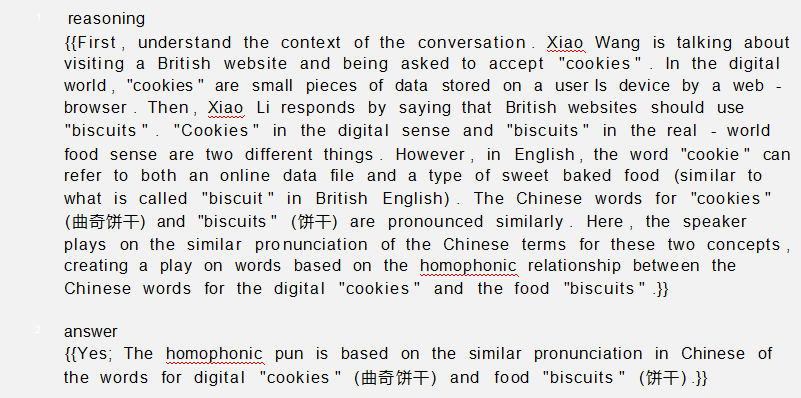 1 reasoning
{{First, understand the context of the conversation. Xiao Wang is talking about
visiting a British website and being asked to accept "cookies". In the digital
world, "cookies" are small pieces of data stored on a user Is device by a web -
browser. Then, Xiao Li responds by saying that British websites should use
"biscuits". "Cookies" in the digital sense and "biscuits" in the real - world
food sense are two different things. However, in English, the word "cookie" can
refer to both an online data file and a type of sweet baked food (similar to
what is called "biscuit" in British English). The Chinese words for "cookies"
(曲奇饼干) and "biscuits" (饼干) are pronounced similarly. Here, the speaker
plays on the similar pronunciation of the Chinese terms for these two concepts,
creating a play on words based on the homophonic relationship between the
Chinese words for the digital "cookies" and the food "biscuits".}}
2 answer
{{Yes; The homophonic pun is based on the similar pronunciation in Chinese of
the words for digital "cookies" (曲奇饼干) and food "biscuits" (饼干).}}